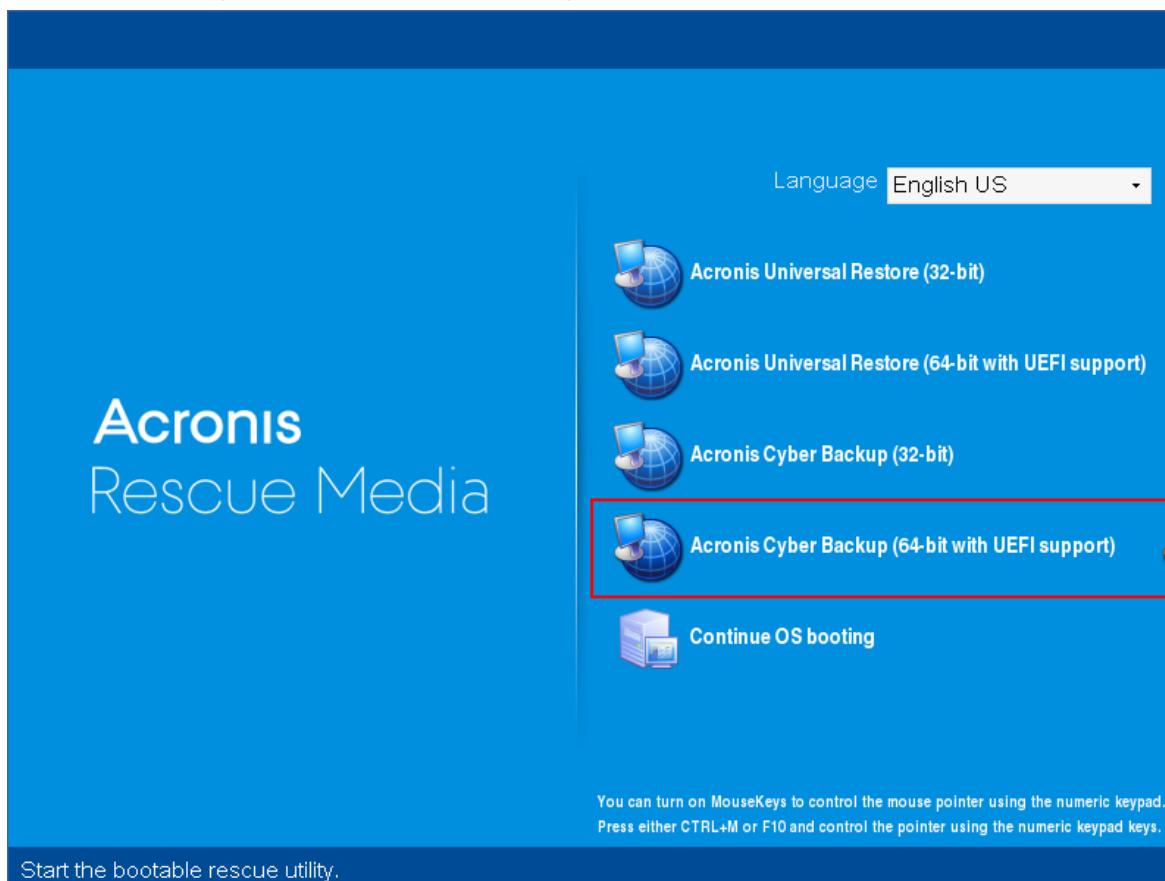 Language English US
Acronis Universal Restore (32-bit)
Acronis Universal Restore (64-bit with UEFI support)
Acronis
Rescue Media
Acronis Cyber Backup (32-bit)
Acronis Cyber Backup (64-bit with UEFI support)
Continue OS booting
You can turn on MouseKeys to control the mouse pointer using the numeric keypad.
Press either CTRL+M or F10 and control the pointer using the numeric keypad keys.
Start the bootable rescue utility.